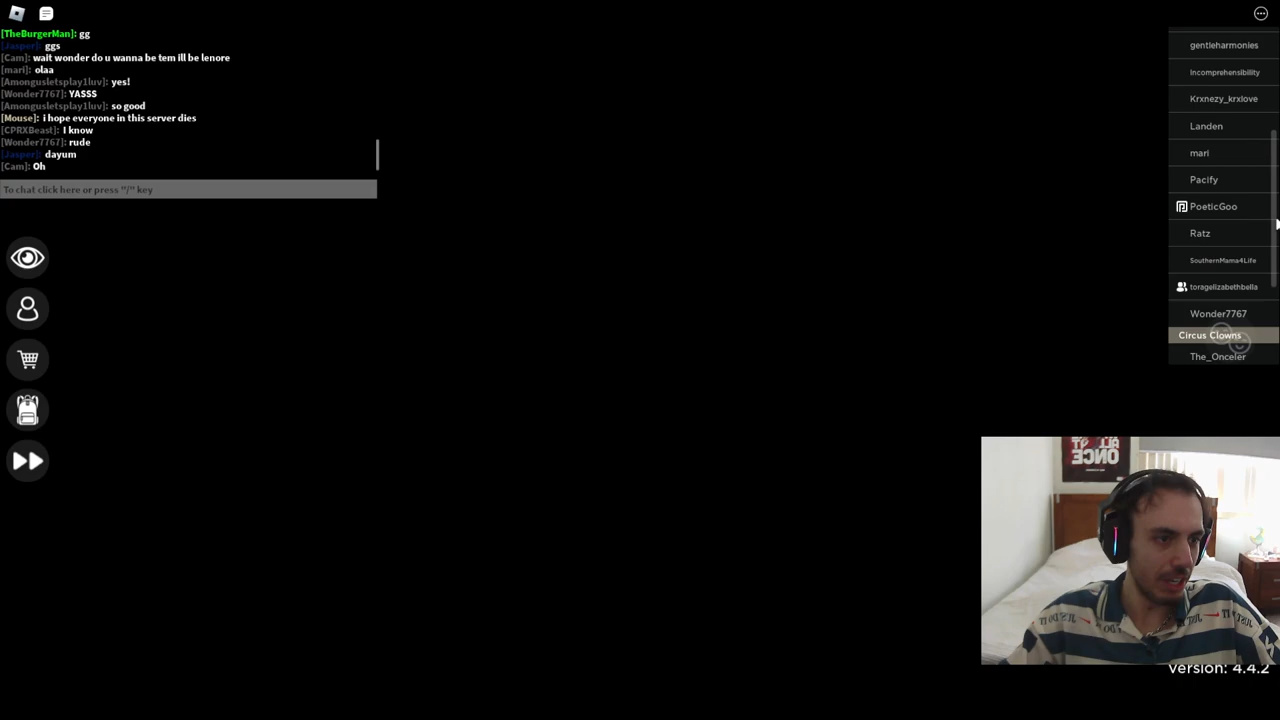 [TheBurgerMan]: gg
[Jasper]: ggs
[Cam]: wait wonder do u wanna be tem ill be lenore
[mari]: olaa
[Amongusletsplay1luv]: yes!
[Wonder7767]: YASSS
[Amongusletsplay1luv]: so good
[Mouse]: i hope everyone in this server dies
[CPRXBeast]: I know
[Wonder7767]: rude
[Jasper]: dayum
[Cam]: Oh
To chat click here or press "/" key
gentleharmonies
Incomprehensibility
Krxnezy_krxlove
Landen
mari
Pacify
PoeticGoo
Ratz
SouthernMama4Life
toragelizabethbella
Wonder7767
Circus Clowns
The_Onceler
ONCE
version: 4.4.2